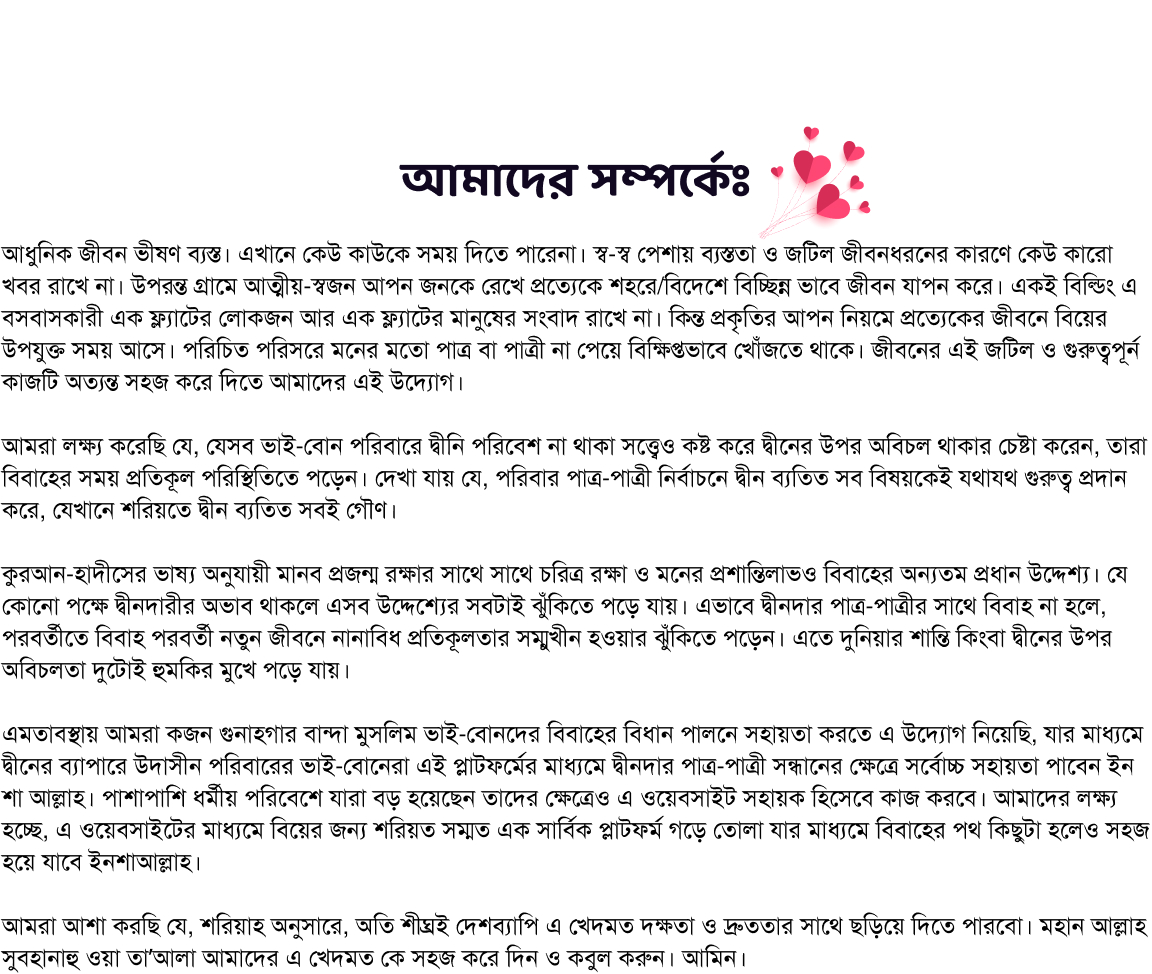 আমাদের সম্পর্কেঃ
আধুনিক জীবন ভীষণ ব্যস্ত। এখানে কেউ কাউকে সময় দিতে পারেনা। স্ব-স্ব পেশায় ব্যস্ততা ও জটিল জীবনধরনের কারণে কেউ কারো
খবর রাখে না। উপরন্ত গ্রামে আত্মীয়-স্বজন আপন জনকে রেখে প্রত্যেকে শহরে/বিদেশে বিচ্ছিন্ন ভাবে জীবন যাপন করে। একই বিল্ডিং এ
বসবাসকারী এক ফ্ল্যাটের লোকজন আর এক ফ্ল্যাটের মানুষের সংবাদ রাখে না। কিন্ত প্রকৃতির আপন নিয়মে প্রত্যেকের জীবনে বিয়ের
উপযুক্ত সময় আসে। পরিচিত পরিসরে মনের মতো পাত্র বা পাত্রী না পেয়ে বিক্ষিপ্তভাবে খোঁজতে থাকে। জীবনের এই জটিল ও গুরুত্বপূর্ন
কাজটি অত্যন্ত সহজ করে দিতে আমাদের এই উদ্যোগ।
আমরা লক্ষ্য করেছি যে, যেসব ভাই-বোন পরিবারে দ্বীনি পরিবেশ না থাকা সত্ত্বেও কষ্ট করে দ্বীনের উপর অবিচল থাকার চেষ্টা করেন, তারা
বিবাহের সময় প্রতিকূল পরিস্থিতিতে পড়েন। দেখা যায় যে, পরিবার পাত্র-পাত্রী নির্বাচনে দ্বীন ব্যতিত সব বিষয়কেই যথাযথ গুরুত্ব প্রদান
করে, যেখানে শরিয়তে দ্বীন ব্যতিত সবই গৌণ।
কুরআন-হাদীসের ভাষ্য অনুযায়ী মানব প্রজন্ম রক্ষার সাথে সাথে চরিত্র রক্ষা ও মনের প্রশান্তিলাভও বিবাহের অন্যতম প্রধান উদ্দেশ্য। যে
কোনো পক্ষে দ্বীনদারীর অভাব থাকলে এসব উদ্দেশ্যের সবটাই ঝুঁকিতে পড়ে যায়। এভাবে দ্বীনদার পাত্র-পাত্রীর সাথে বিবাহ না হলে,
পরবর্তীতে বিবাহ পরবর্তী নতুন জীবনে নানাবিধ প্রতিকূলতার সম্মুখীন হওয়ার ঝুঁকিতে পড়েন। এতে দুনিয়ার শান্তি কিংবা দ্বীনের উপর
অবিচলতা দুটোই হুমকির মুখে পড়ে যায়।
এমতাবস্থায় আমরা কজন গুনাহগার বান্দা মুসলিম ভাই-বোনদের বিবাহের বিধান পালনে সহায়তা করতে এ উদ্যোগ নিয়েছি, যার মাধ্যমে
দ্বীনের ব্যাপারে উদাসীন পরিবারের ভাই-বোনেরা এই প্লাটফর্মের মাধ্যমে দ্বীনদার পাত্র-পাত্রী সন্ধানের ক্ষেত্রে সর্বোচ্চ সহায়তা পাবেন ইন
শা আল্লাহ। পাশাপাশি ধর্মীয় পরিবেশে যারা বড় হয়েছেন তাদের ক্ষেত্রেও এ ওয়েবসাইট সহায়ক হিসেবে কাজ করবে। আমাদের লক্ষ্য
হচ্ছে, এ ওয়েবসাইটের মাধ্যমে বিয়ের জন্য শরিয়ত সম্মত এক সার্বিক প্লাটফর্ম গড়ে তোলা যার মাধ্যমে বিবাহের পথ কিছুটা হলেও সহজ
হয়ে যাবে ইনশাআল্লাহ।
আমরা আশা করছি যে, শরিয়াহ অনুসারে, অতি শীঘ্রই দেশব্যাপি এ খেদমত দক্ষতা ও দ্রুততার সাথে ছড়িয়ে দিতে পারবো। মহান আল্লাহ
সুবহানাহু ওয়া তা'আলা আমাদের এ খেদমত কে সহজ করে দিন ও কবুল করুন। আমিন।